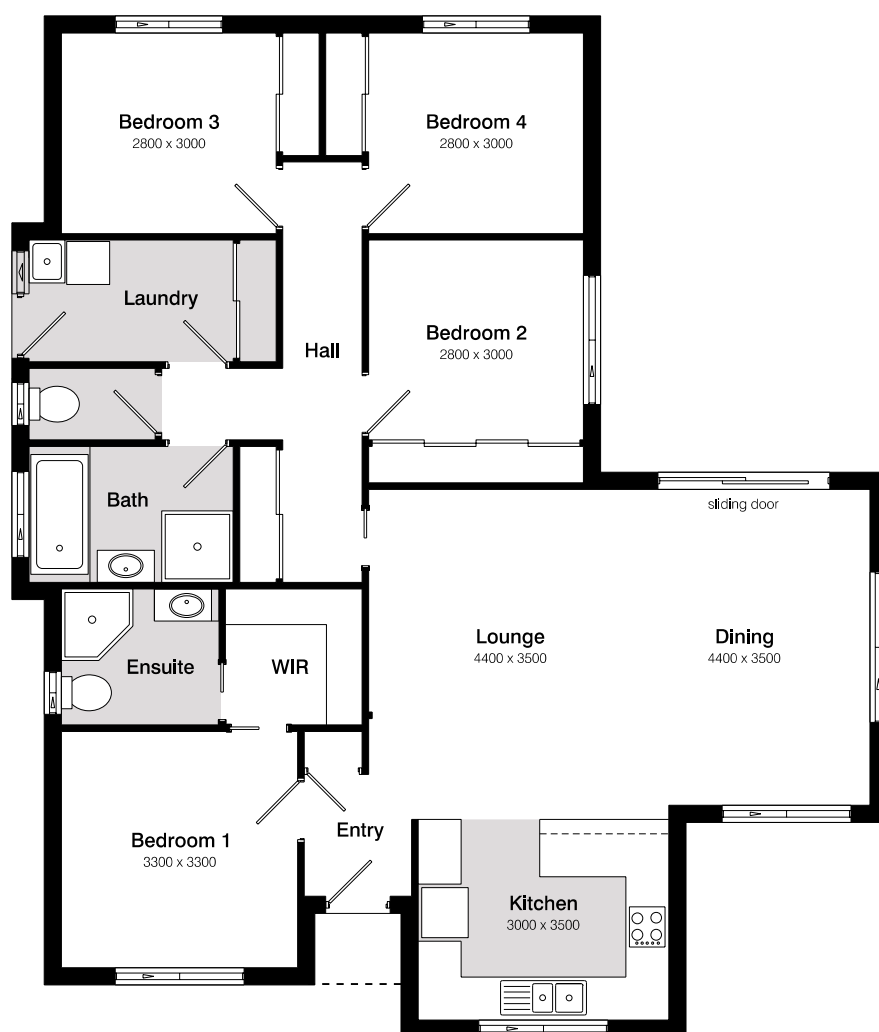 Bedroom 3
2800 x 3000
Bedroom 4
2800 x 3000
Laundry
Hall
Bedroom 2
2800 x 3000
Bath
sliding door
Lounge
4400 x 3500
Dining
4400 x 3500
Ensuite
WIR
Bedroom 1
3300 x 3300
Entry
Kitchen
3000 x 3500